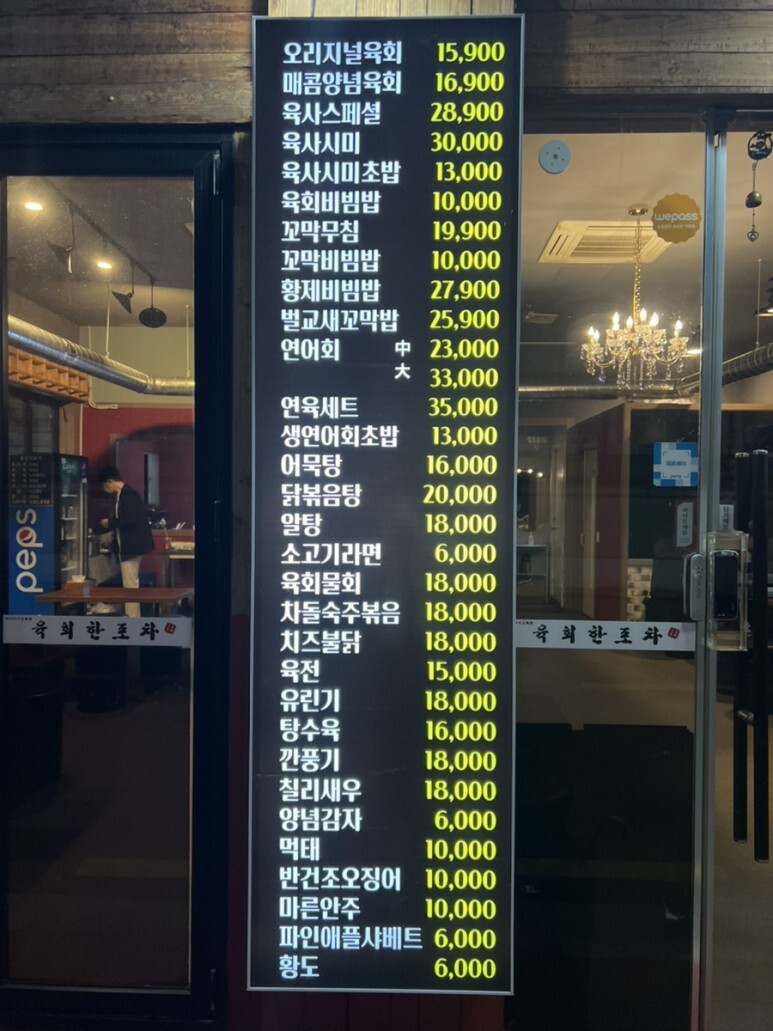 오리지널육회 15,900
매콤양념육회 16,900
육사스페셜 28,900
육사시미 30,000
육사시미초밥 13,000
육회비빔밥 10,000
꼬막무침 19,900
꼬막비빔밥 10,000
황제비빔밥 27,900
벌교새꼬막밥 25,900
연어회 中 23,000
大 33,000
연육세트 35,000
생연어회초밥 13,000
어묵탕 16,000
닭볶음탕 20,000
알탕 18,000
소고기라면 6,000
육회물회 18,000
차돌숙주볶음 18,000
치즈불닭 18,000
육전 15,000
유린기 18,000
탕수육 16,000
깐풍기 18,000
칠리새우 18,000
양념감자 6,000
먹태 10,000
반건조오징어 10,000
마른안주 10,000
파인애플샤베트 6,000
황도 6,000
pepsi
육회한포차
wepass
육회한포차